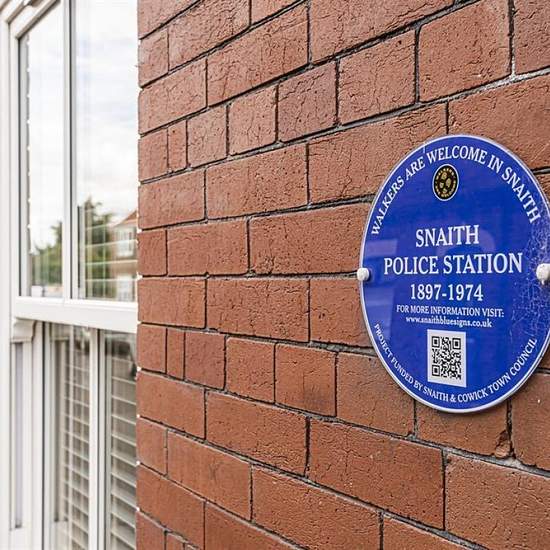 WALKERS ARE WELCOME IN SNAITH
SNAITH
POLICE STATION
1897-1974
FOR MORE INFORMATION VISIT:
www.snaithbluesigns.co.uk
PROJECT FUNDED BY SNAITH & COWICK TOWN COUNCIL